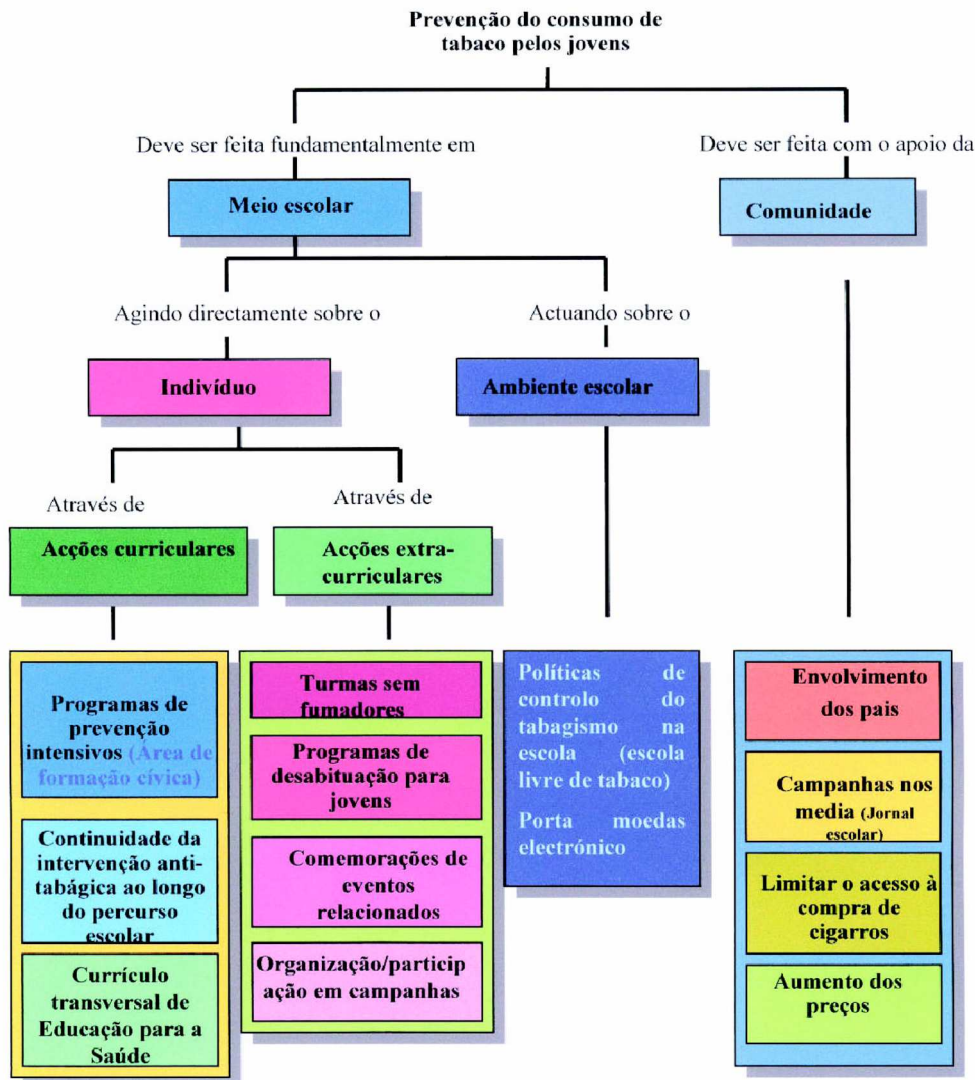 Prevenção do consumo de
tabaco pelos jovens
Deve ser feita fundamentalmente em
Deve ser feita com o apoio da
Meio escolar
Comunidade
Agindo directamente sobre o
Actuando sobre o
Indivíduo
Ambiente escolar
Através de
Através de
Acções curriculares
Acções extra-
curriculares
Programas de
prevenção
intensivos (Área de
formação cívica)
Continuidade da
intervenção anti-
tabágica ao longo
do percurso
escolar
Currículo
transversal de
Educação para a
Saúde
Turmas sem
fumadores
Programas de
desabituação para
jovens
Comemorações de
eventos
relacionados
Organização/particip
ação em campanhas
Políticas de
controlo do
tabagismo na
escola (escola
livre de tabaco)
Porta moedas
electrónico
Envolvimento
dos pais
Campanhas nos
media (Jornal
escolar)
Limitar o acesso à
compra de
cigarros
Aumento dos
preços